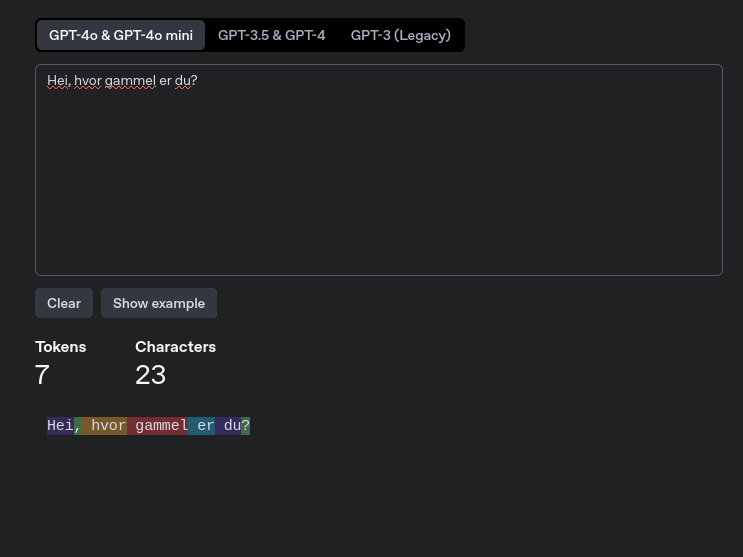 GPT-4o & GPT-4o mini GPT-3.5 & GPT-4 GPT-3 (Legacy)
Hei, hvor gammel er du?
Clear Show example
Tokens Characters
7 23
Hei, hvor gammel er du?